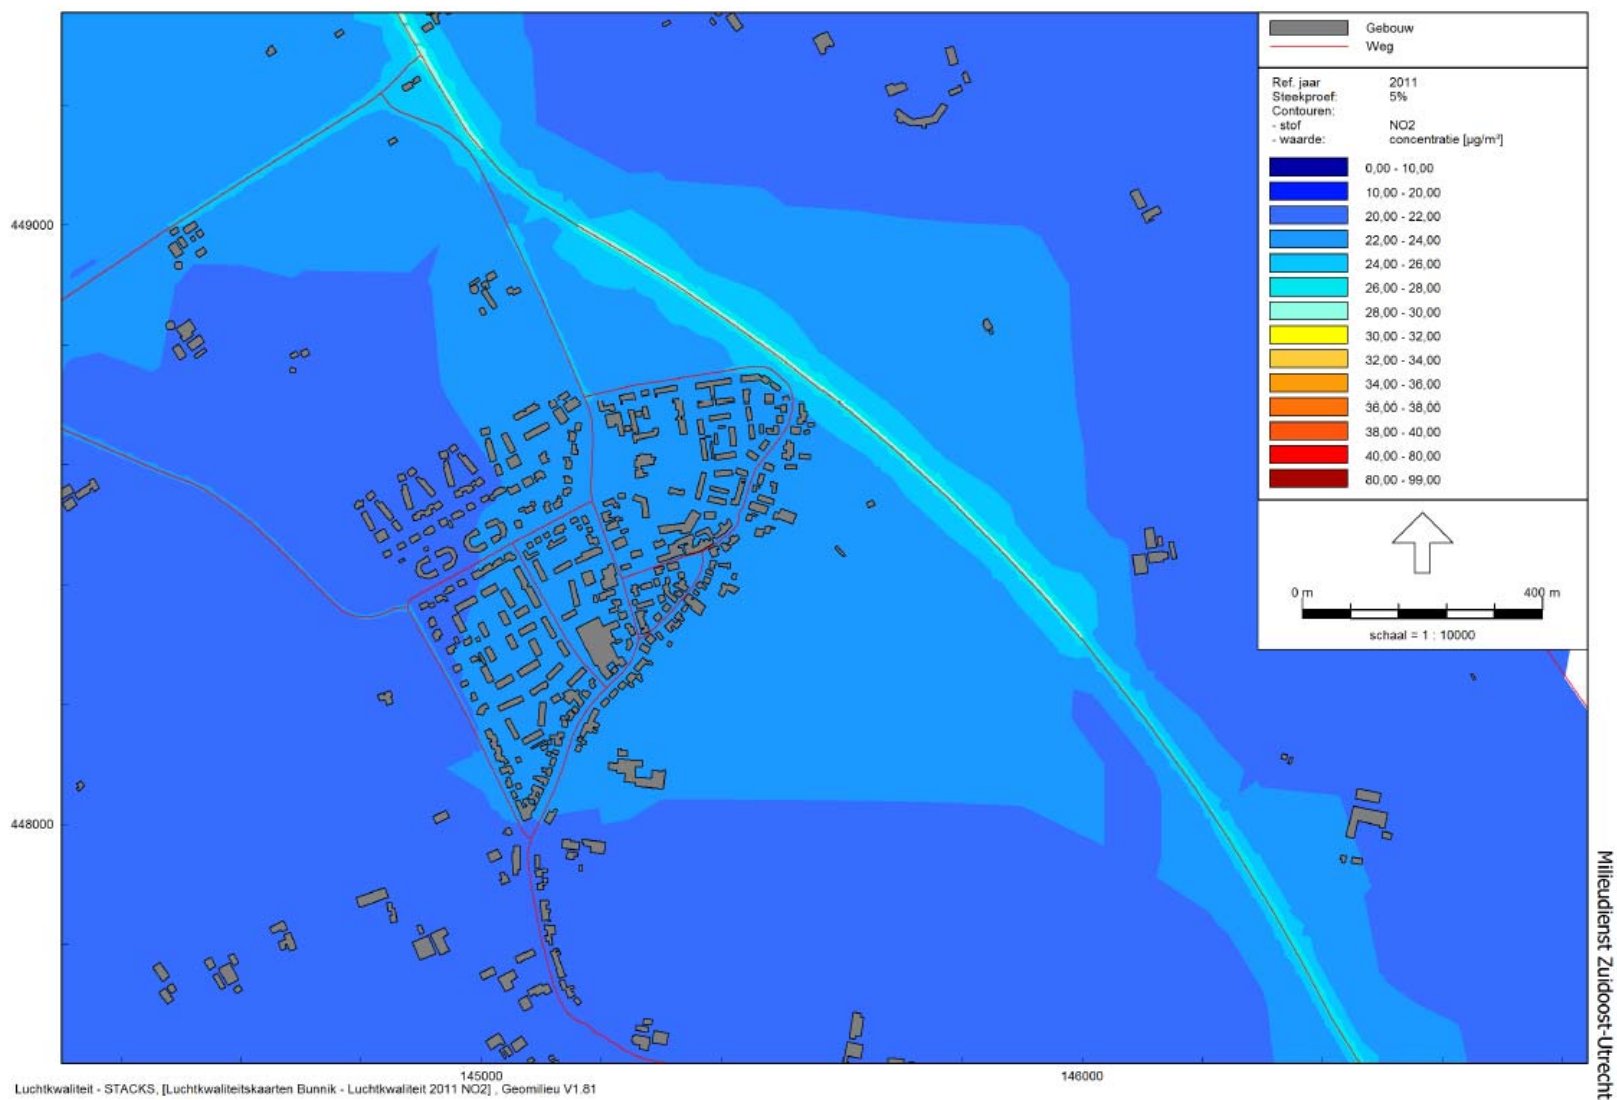 Gebouw
Weg
Ref. jaar 2011
Steekproef: 5%
Contouren:
- stof NO2
- waarde: concentratie [µg/m³]
0,00 - 10,00
10,00 - 20,00
20,00 - 22,00
22,00 - 24,00
24,00 - 26,00
26,00 - 28,00
28,00 - 30,00
30,00 - 32,00
32,00 - 34,00
34,00 - 36,00
36,00 - 38,00
38,00 - 40,00
40,00 - 80,00
80,00 - 99,00
0 m 400 m
schaal = 1 : 10000
449000
448000
145000 146000
Milieudienst Zuidoost-Utrecht
Luchtkwaliteit - STACKS, [Luchtkwaliteitskaarten Bunnik - Luchtkwaliteit 2011 NO2] , Geomilieu V1.81